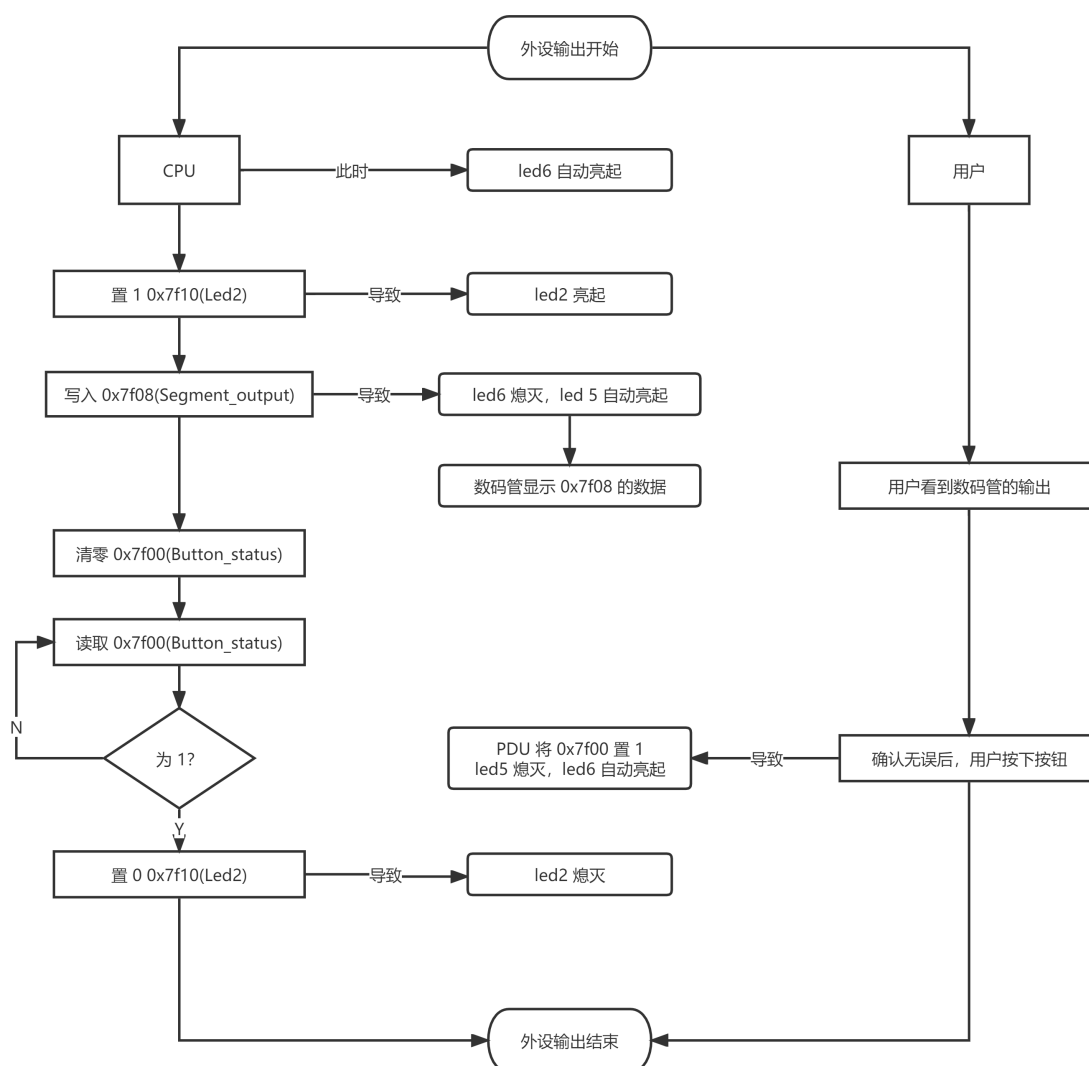 外设输出开始
CPU
此时
led6 自动亮起
用户
置 1 0x7f10(Led2)
导致
led2 亮起
写入 0x7f08(Segment_output)
导致
led6 熄灭，led 5 自动亮起
数码管显示 0x7f08 的数据
用户看到数码管的输出
清零 0x7f00(Button_status)
读取 0x7f00(Button_status)
N
为 1?
PDU 将 0x7f00 置 1
led5 熄灭，led6 自动亮起
导致
确认无误后，用户按下按钮
Y
置 0 0x7f10(Led2)
导致
led2 熄灭
外设输出结束